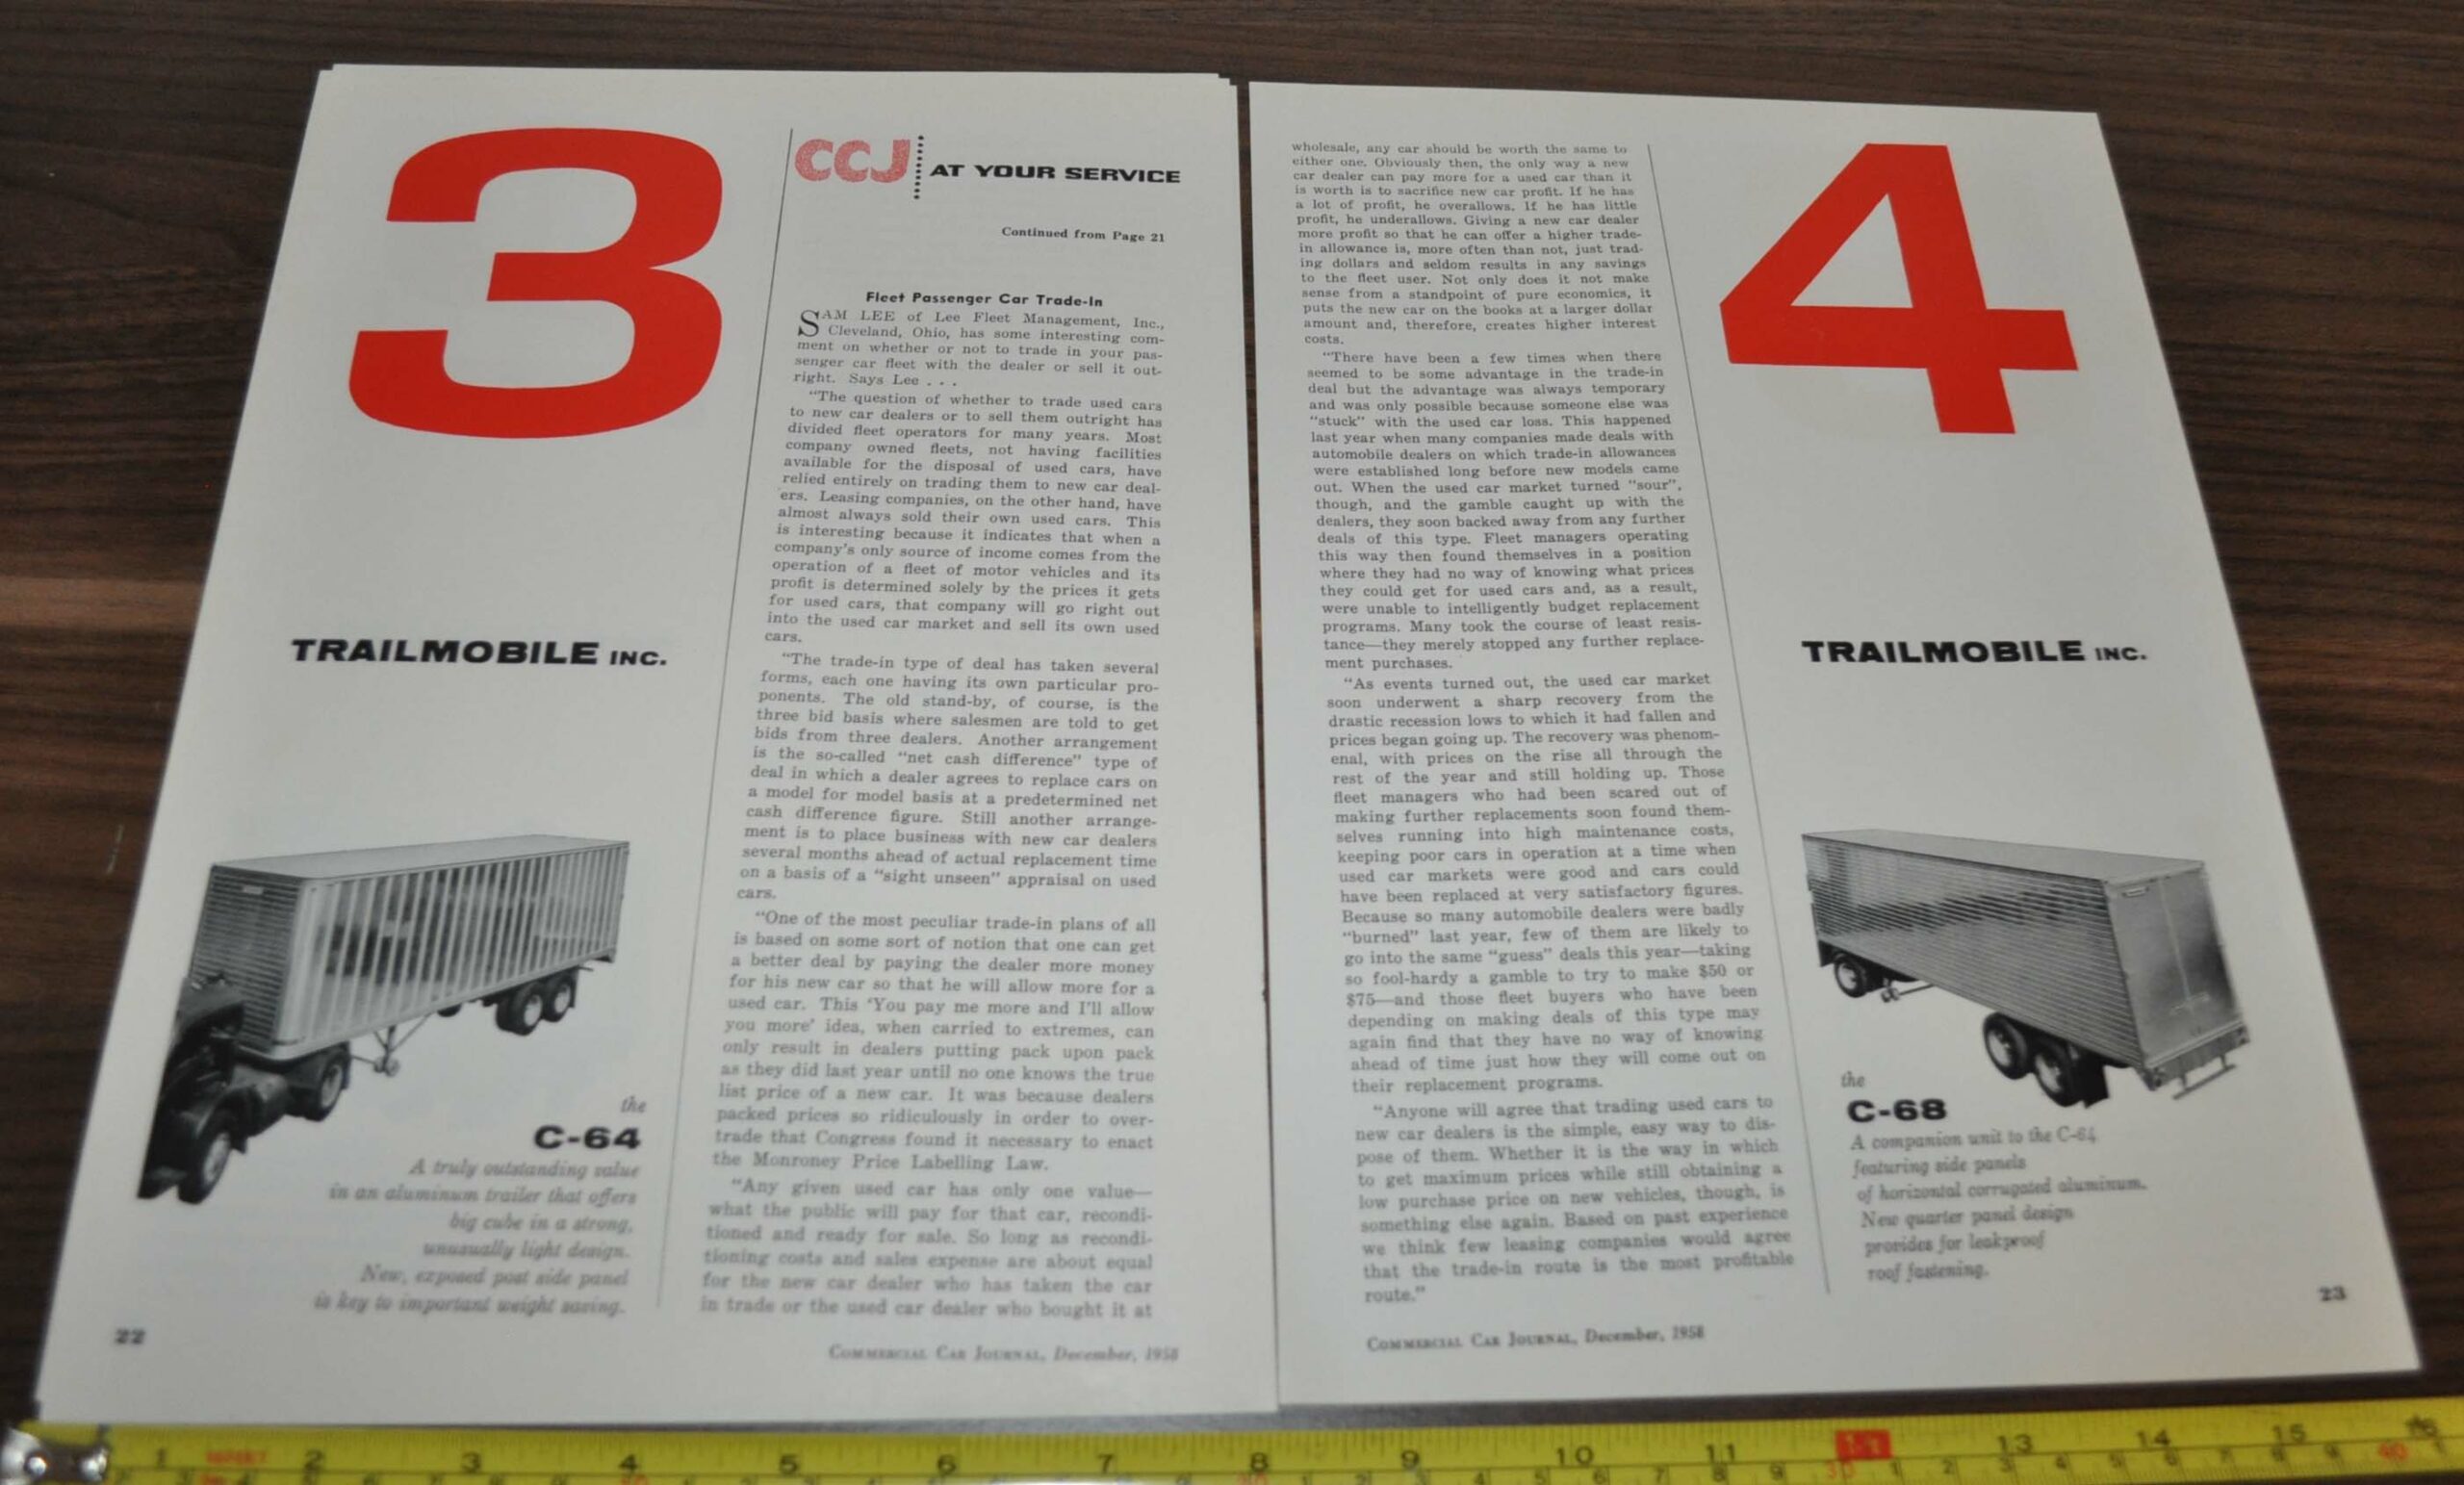 3
TRAILMOBILE INC.
the
C-64
A truly outstanding value
in an aluminum trailer that offers
big cube in a strong,
unusually light design.
New, exposed post side panel
is key to important weight saving.
22
CCJ AT YOUR SERVICE
Continued from Page 21
Fleet Passenger Car Trade-In
SAM LEE of Lee Fleet Management, Inc.,
Cleveland, Ohio, has some interesting com-
ment on whether or not to trade in your pas-
senger car fleet with the dealer or sell it out-
right. Says Lee . . .
"The question of whether to trade used cars
to new car dealers or to sell them outright has
divided fleet operators for many years. Most
company owned fleets, not having facilities
available for the disposal of used cars, have
relied entirely on trading them to new car deal-
ers. Leasing companies, on the other hand, have
almost always sold their own used cars. This
is interesting because it indicates that when a
company's only source of income comes from the
operation of a fleet of motor vehicles and its
profit is determined solely by the prices it gets
for used cars, that company will go right out
into the used car market and sell its own used
cars.
"The trade-in type of deal has taken several
forms, each one having its own particular pro-
ponents. The old stand-by, of course, is the
three bid basis where salesmen are told to get
bids from three dealers. Another arrangement
is the so-called "net cash difference" type of
deal in which a dealer agrees to replace cars on
a model for model basis at a predetermined net
cash difference figure. Still another arrange-
ment is to place business with new car dealers
several months ahead of actual replacement time
on a basis of a "sight unseen" appraisal on used
cars.
"One of the most peculiar trade-in plans of all
is based on some sort of notion that one can get
a better deal by paying the dealer more money
for his new car so that he will allow more for a
used car. This 'You pay me more and I'll allow
you more' idea, when carried to extremes, can
only result in dealers putting pack upon pack
as they did last year until no one knows the true
list price of a new car. It was because dealers
packed prices so ridiculously in order to over-
trade that Congress found it necessary to enact
the Monroney Price Labelling Law.
"Any given used car has only one value—
what the public will pay for that car, recondi-
tioned and ready for sale. So long as recondi-
tioning costs and sales expense are about equal
for the new car dealer who has taken the car
in trade or the used car dealer who bought it at
COMMERCIAL CAR JOURNAL, December, 1958
wholesale, any car should be worth the same to
either one. Obviously then, the only way a new
car dealer can pay more for a used car than it
is worth is to sacrifice new car profit. If he has
a lot of profit, he overallows. If he has little
profit, he underallows. Giving a new car dealer
more profit so that he can offer a higher trade-
in allowance is, more often than not, just trad-
ing dollars and seldom results in any savings
to the fleet user. Not only does it not make
sense from a standpoint of pure economics, it
puts the new car on the books at a larger dollar
amount and, therefore, creates higher interest
costs.
"There have been a few times when there
seemed to be some advantage in the trade-in
deal but the advantage was always temporary
and was only possible because someone else was
"stuck" with the used car loss. This happened
last year when many companies made deals with
automobile dealers on which trade-in allowances
were established long before new models came
out. When the used car market turned "sour",
though, and the gamble caught up with the
dealers, they soon backed away from any further
deals of this type. Fleet managers operating
this way then found themselves in a position
where they had no way of knowing what prices
they could get for used cars and, as a result,
were unable to intelligently budget replacement
programs. Many took the course of least resis-
tance—they merely stopped any further replace-
ment purchases.
"As events turned out, the used car market
soon underwent a sharp recovery from the
drastic recession lows to which it had fallen and
prices began going up. The recovery was phenom-
enal, with prices on the rise all through the
rest of the year and still holding up. Those
fleet managers who had been scared out of
making further replacements soon found them-
selves running into high maintenance costs,
keeping poor cars in operation at a time when
used car markets were good and cars could
have been replaced at very satisfactory figures.
Because so many automobile dealers were badly
"burned" last year, few of them are likely to
go into the same "guess" deals this year—taking
so fool-hardy a gamble to try to make $50 or
$75—and those fleet buyers who have been
depending on making deals of this type may
again find that they have no way of knowing
ahead of time just how they will come out on
their replacement programs.
"Anyone will agree that trading used cars to
new car dealers is the simple, easy way to dis-
pose of them. Whether it is the way in which
to get maximum prices while still obtaining a
low purchase price on new vehicles, though, is
something else again. Based on past experience
we think few leasing companies would agree
that the trade-in route is the most profitable
route."
COMMERCIAL CAR JOURNAL, December, 1958
4
TRAILMOBILE INC.
the
C-68
A companion unit to the C-64
featuring side panels
of horizontal corrugated aluminum.
New quarter panel design
provides for leakproof
roof fastening.
23
1 2 3 4 5 6 7 8 9 10 11 13 14 15